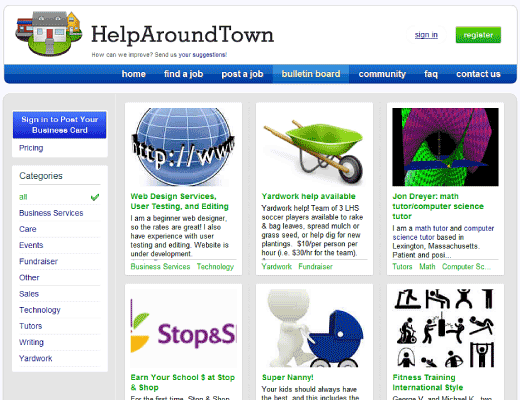 HelpAroundTown
How can we improve? Send us your suggestions!
sign in
register
home find a job post a job bulletin board community faq contact us
Sign in to Post Your
Business Card
Pricing
Categories
all
Business Services
Care
Events
Fundraiser
Other
Sales
Technology
Tutors
Writing
Yardwork
http://www
Web Design Services,
User Testing, and Editing
I am a beginner web designer,
so the rates are great! I also
have experience with user
testing and editing. Website is
under development.
Business Services Technology
Yardwork help available
Yardwork help! Team of 3 LHS
soccer players available to rake
& bag leaves, spread mulch or
grass seed, or help dig for new
plantings. $10/per person per
hour (i.e. $30/hr for the team).
Yardwork Fundraiser
Jon Dreyer: math
tutor/computer science
tutor
I am a math tutor and computer
science tutor based in
Lexington, Massachusetts.
Patient and posi...
Tutors Math Computer Sc...
Stop&S
Earn Your School $ at Stop
& Shop
For the first time, Stop & Shop
Super Nanny!
Your kids should always have
the best, and this includes the
Fitness Training
International Style
George V. and Michael K., two